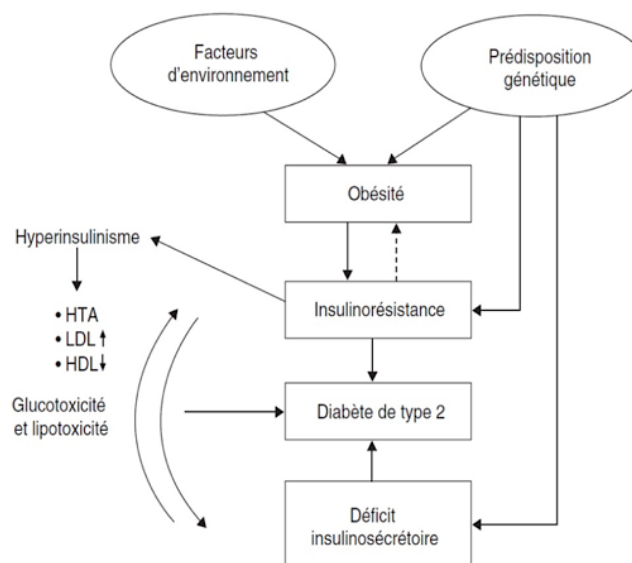 Facteurs
d'environnement
Prédisposition
génétique
Obésité
Hyperinsulinisme
Insulinorésistance
• HTA
• LDL ↑
• HDL ↓
Glucotoxicité
et lipotoxicité
Diabète de type 2
Déficit
insulinosécrétoire